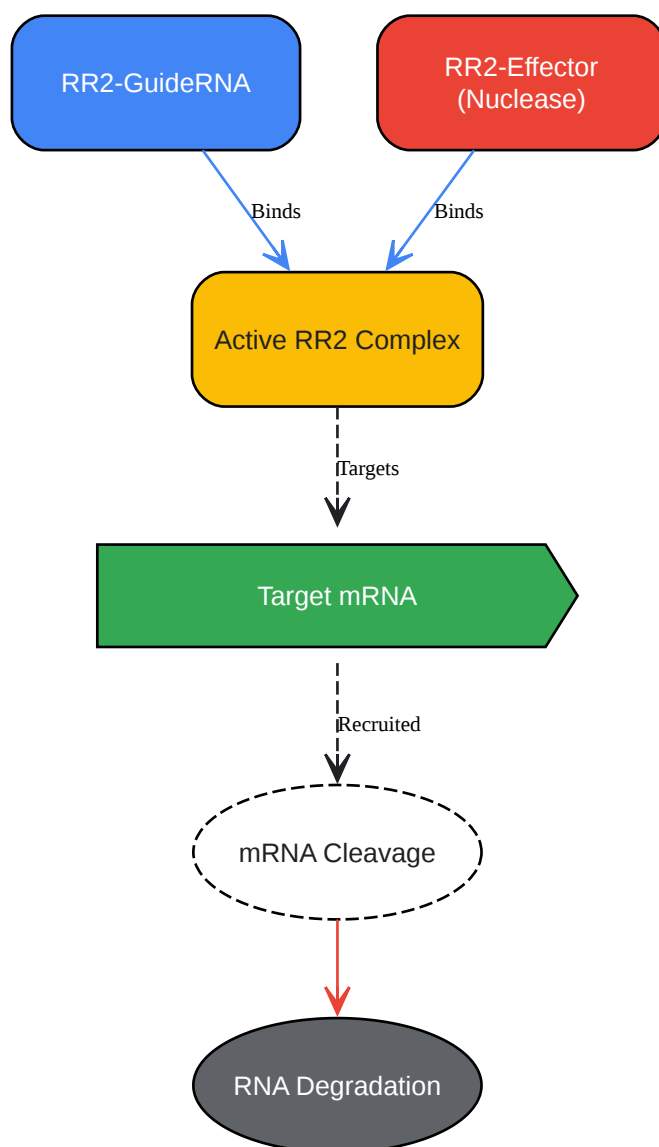 RR2-GuideRNA
RR2-Effector
(Nuclease)
Binds
Binds
Active RR2 Complex
Targets
Target mRNA
Recruited
mRNA Cleavage
RNA Degradation